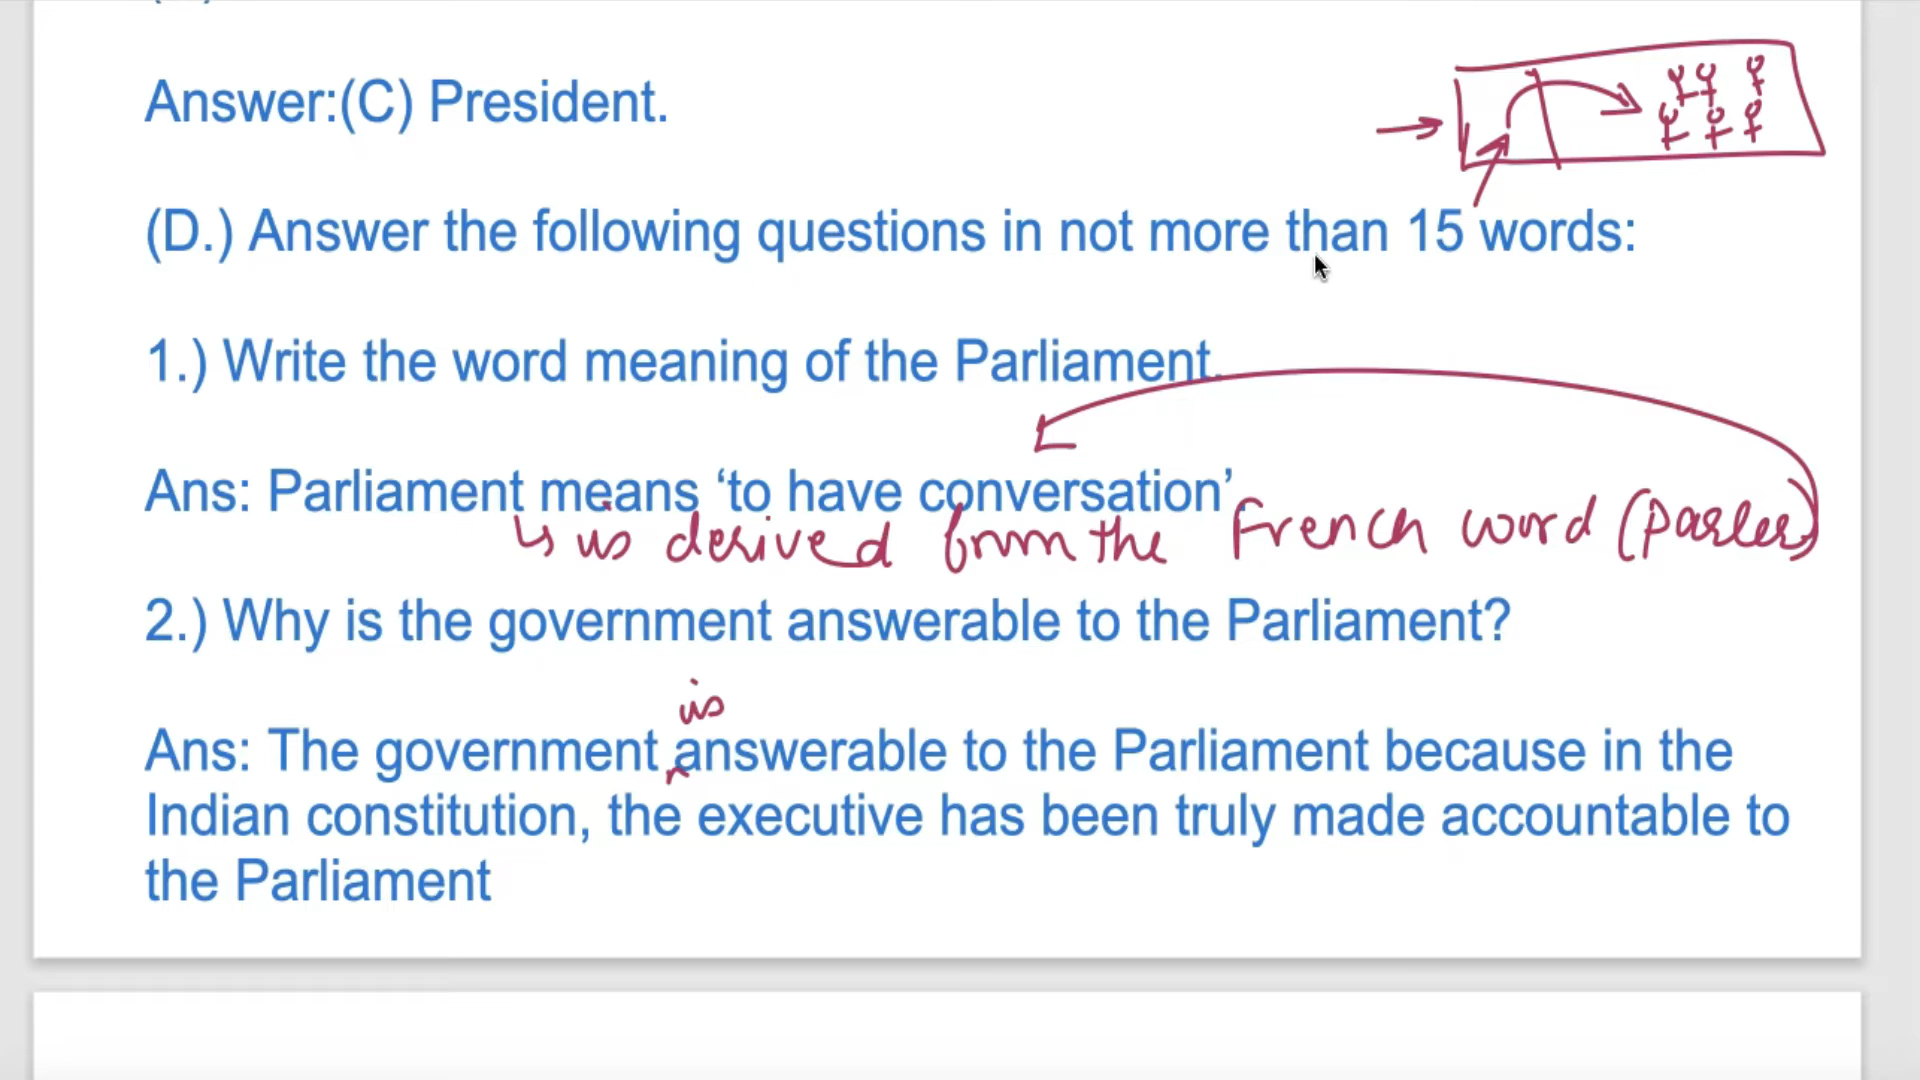 Answer:(C) President.
(D.) Answer the following questions in not more than 15 words:
1.) Write the word meaning of the Parliament.
Ans: Parliament means ‘to have conversation’.
↳ is derived from the French word (Parler)
2.) Why is the government answerable to the Parliament?
is
Ans: The government answerable to the Parliament because in the
Indian constitution, the executive has been truly made accountable to
the Parliament